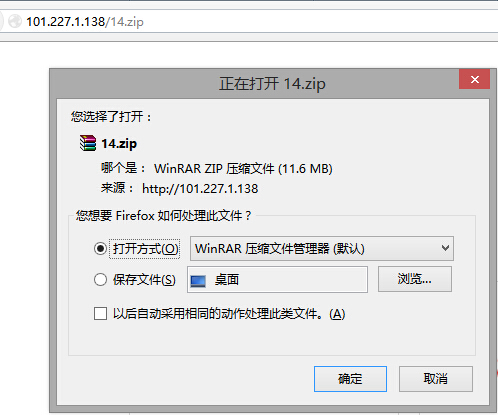 101.227.1.138/14.zip
正在打开 14.zip
您选择了打开：
14.zip
哪个是： WinRAR ZIP 压缩文件 (11.6 MB)
来源： http://101.227.1.138
您想要 Firefox 如何处理此文件？
打开方式(O) WinRAR 压缩文件管理器 (默认)
保存文件(S) 桌面 浏览...
以后自动采用相同的动作处理此类文件。(A)
确定 取消